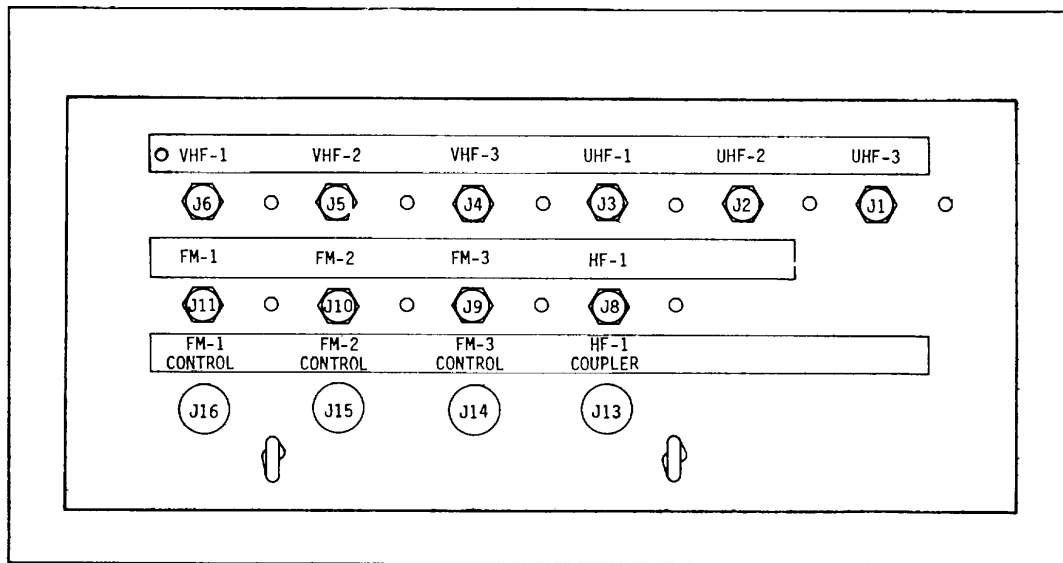 VHF-1 VHF-2 VHF-3 UHF-1 UHF-2 UHF-3
J6 J5 J4 J3 J2 J1
FM-1 FM-2 FM-3 HF-1
J11 J10 J9 J8
FM-1 FM-2 FM-3 HF-1
CONTROL CONTROL CONTROL COUPLER
J16 J15 J14 J13